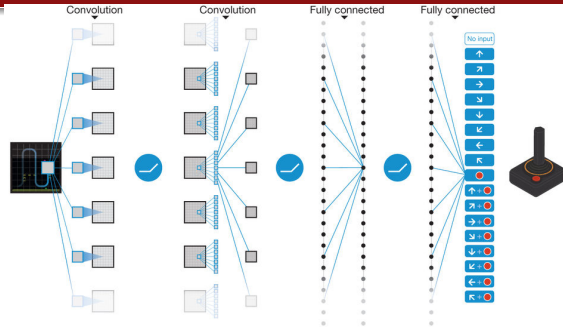 Convolution
Convolution
Fully connected
Fully connected
No input
+
+
+
+
+
+
+
+